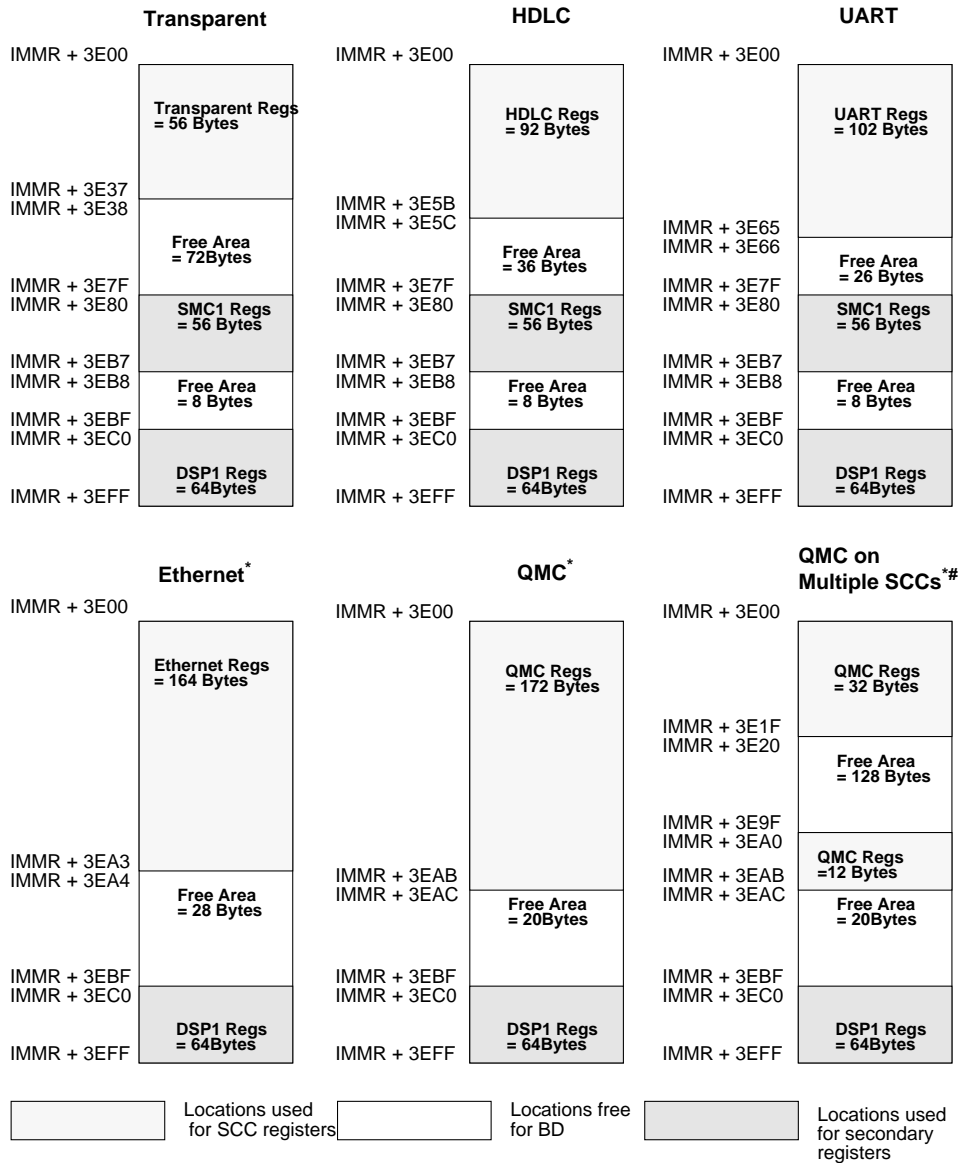 Transparent
IMMR + 3E00
Transparent Regs
= 56 Bytes
IMMR + 3E37
IMMR + 3E38
Free Area
= 72Bytes
IMMR + 3E7F
IMMR + 3E80
SMC1 Regs
= 56 Bytes
IMMR + 3EB7
IMMR + 3EB8
Free Area
= 8 Bytes
IMMR + 3EBF
IMMR + 3EC0
DSP1 Regs
= 64Bytes
IMMR + 3EFF
HDLC
IMMR + 3E00
HDLC Regs
= 92 Bytes
IMMR + 3E5B
IMMR + 3E5C
Free Area
= 36 Bytes
IMMR + 3E7F
IMMR + 3E80
SMC1 Regs
= 56 Bytes
IMMR + 3EB7
IMMR + 3EB8
Free Area
= 8 Bytes
IMMR + 3EBF
IMMR + 3EC0
DSP1 Regs
= 64Bytes
IMMR + 3EFF
UART
IMMR + 3E00
UART Regs
= 102 Bytes
IMMR + 3E65
IMMR + 3E66
Free Area
= 26 Bytes
IMMR + 3E7F
IMMR + 3E80
SMC1 Regs
= 56 Bytes
IMMR + 3EB7
IMMR + 3EB8
Free Area
= 8 Bytes
IMMR + 3EBF
IMMR + 3EC0
DSP1 Regs
= 64Bytes
IMMR + 3EFF
Ethernet*
IMMR + 3E00
Ethernet Regs
= 164 Bytes
IMMR + 3EA3
IMMR + 3EA4
Free Area
= 28 Bytes
IMMR + 3EBF
IMMR + 3EC0
DSP1 Regs
= 64Bytes
IMMR + 3EFF
QMC*
IMMR + 3E00
QMC Regs
= 172 Bytes
IMMR + 3EAB
IMMR + 3EAC
Free Area
= 20Bytes
IMMR + 3EBF
IMMR + 3EC0
DSP1 Regs
= 64Bytes
IMMR + 3EFF
QMC on
Multiple SCCs*#
IMMR + 3E00
QMC Regs
= 32 Bytes
IMMR + 3E1F
IMMR + 3E20
Free Area
= 128 Bytes
IMMR + 3E9F
IMMR + 3EA0
QMC Regs
=12 Bytes
IMMR + 3EAB
IMMR + 3EAC
Free Area
= 20Bytes
IMMR + 3EBF
IMMR + 3EC0
DSP1 Regs
= 64Bytes
IMMR + 3EFF
Locations used
for SCC registers
Locations free
for BD
Locations used
for secondary
registers